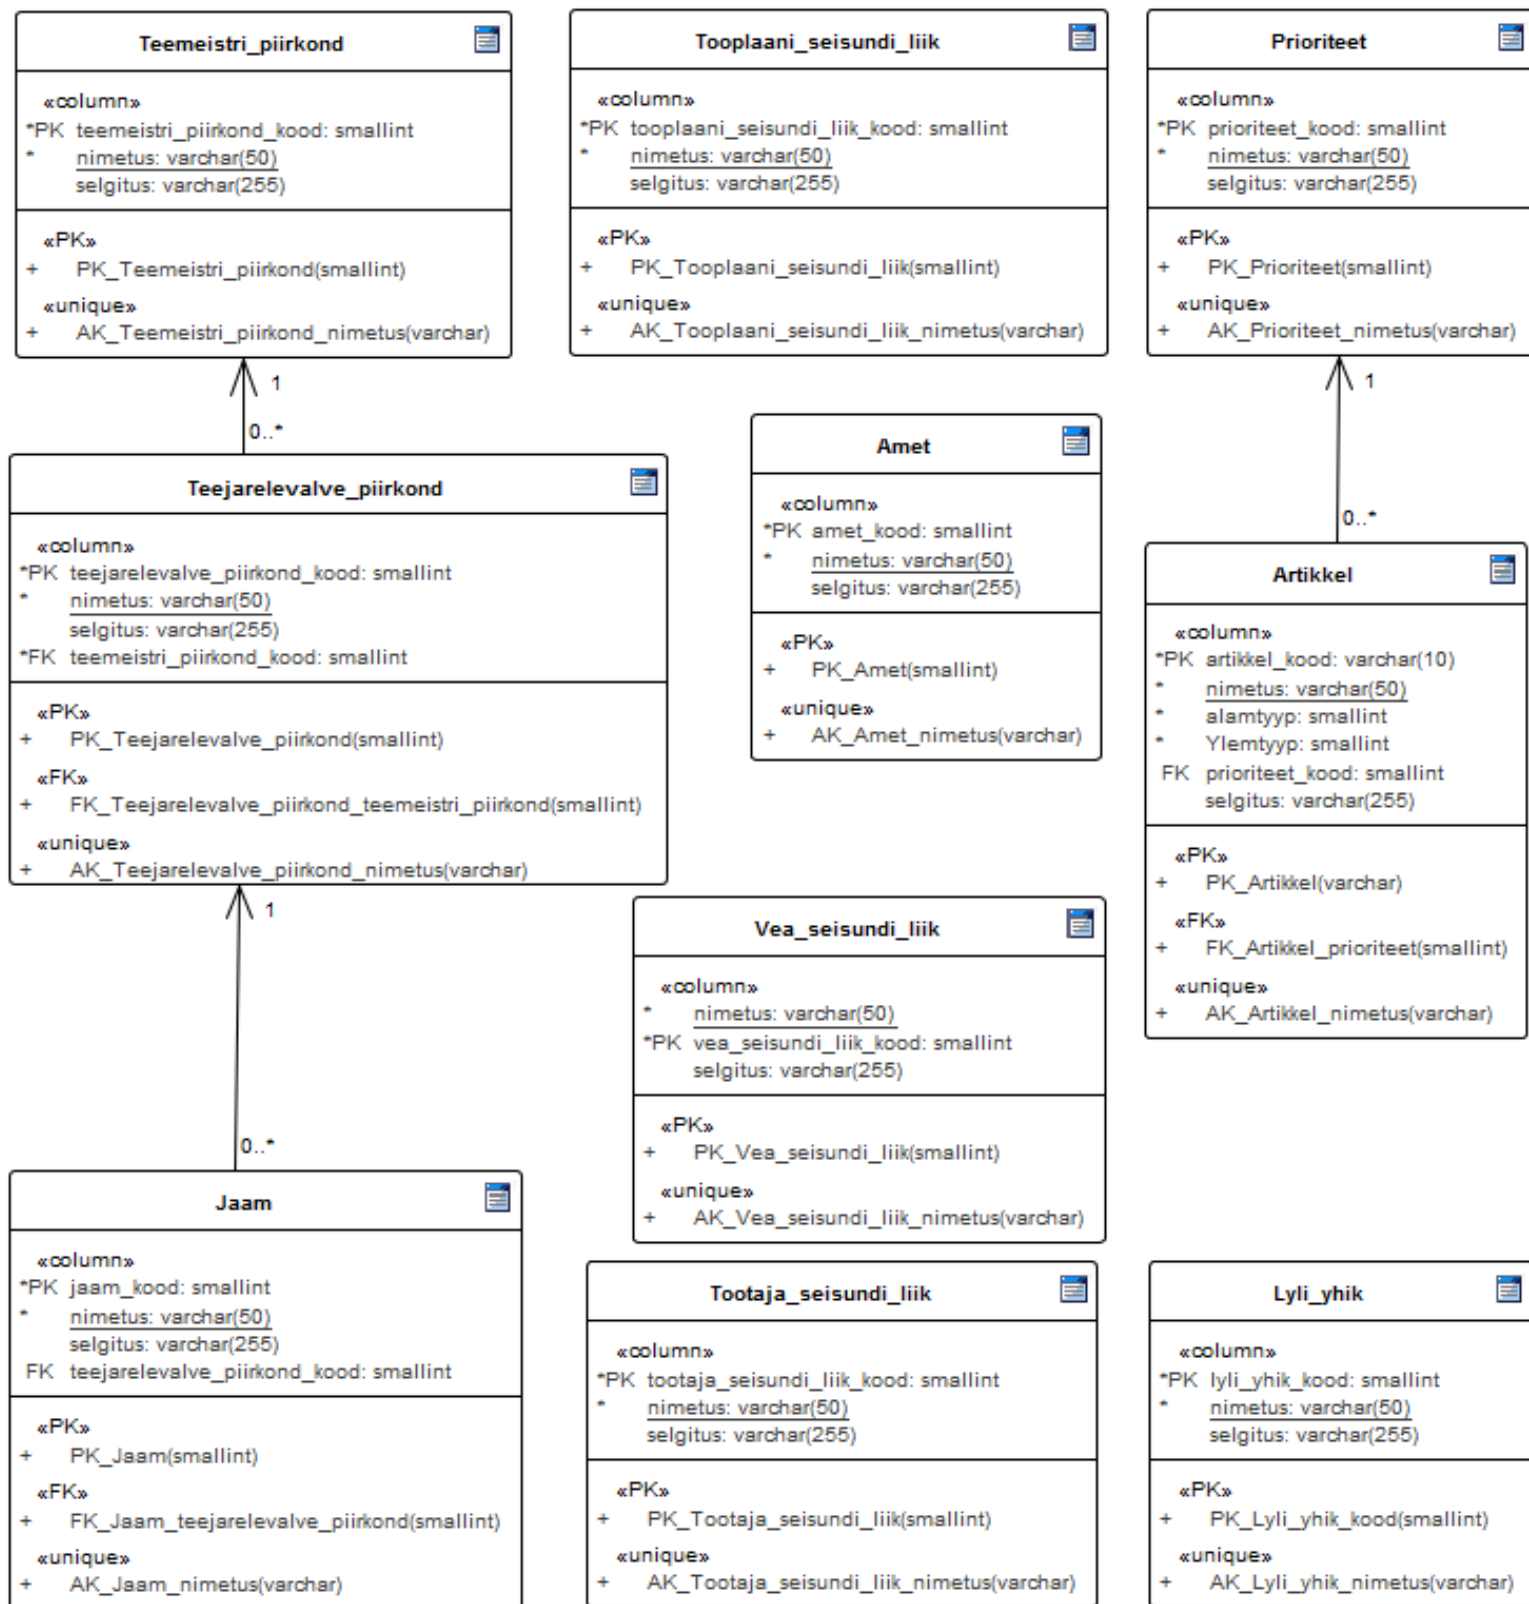 Teemeistri_piirkond
«column»
*PK teemeistri_piirkond_kood: smallint
* nimetus: varchar(50)
selgitus: varchar(255)
«PK»
+ PK_Teemeistri_piirkond(smallint)
«unique»
+ AK_Teemeistri_piirkond_nimetus(varchar)
1
0..*
Teejarelevalve_piirkond
«column»
*PK teejarelevalve_piirkond_kood: smallint
* nimetus: varchar(50)
selgitus: varchar(255)
*FK teemeistri_piirkond_kood: smallint
«PK»
+ PK_Teejarelevalve_piirkond(smallint)
«FK»
+ FK_Teejarelevalve_piirkond_teemeistri_piirkond(smallint)
«unique»
+ AK_Teejarelevalve_piirkond_nimetus(varchar)
1
0..*
Jaam
«column»
*PK jaam_kood: smallint
* nimetus: varchar(50)
selgitus: varchar(255)
FK teejarelevalve_piirkond_kood: smallint
«PK»
+ PK_Jaam(smallint)
«FK»
+ FK_Jaam_teejarelevalve_piirkond(smallint)
«unique»
+ AK_Jaam_nimetus(varchar)
Tooplaani_seisundi_liik
«column»
*PK tooplaani_seisundi_liik_kood: smallint
* nimetus: varchar(50)
selgitus: varchar(255)
«PK»
+ PK_Tooplaani_seisundi_liik(smallint)
«unique»
+ AK_Tooplaani_seisundi_liik_nimetus(varchar)
Amet
«column»
*PK amet_kood: smallint
* nimetus: varchar(50)
selgitus: varchar(255)
«PK»
+ PK_Amet(smallint)
«unique»
+ AK_Amet_nimetus(varchar)
Vea_seisundi_liik
«column»
* nimetus: varchar(50)
*PK vea_seisundi_liik_kood: smallint
selgitus: varchar(255)
«PK»
+ PK_Vea_seisundi_liik(smallint)
«unique»
+ AK_Vea_seisundi_liik_nimetus(varchar)
Tootaja_seisundi_liik
«column»
*PK tootaja_seisundi_liik_kood: smallint
* nimetus: varchar(50)
selgitus: varchar(255)
«PK»
+ PK_Tootaja_seisundi_liik(smallint)
«unique»
+ AK_Tootaja_seisundi_liik_nimetus(varchar)
Prioriteet
«column»
*PK prioriteet_kood: smallint
* nimetus: varchar(50)
selgitus: varchar(255)
«PK»
+ PK_Prioriteet(smallint)
«unique»
+ AK_Prioriteet_nimetus(varchar)
1
0..*
Artikkel
«column»
*PK artikkel_kood: varchar(10)
* nimetus: varchar(50)
* alamtyyp: smallint
* Ylemtyyp: smallint
FK prioriteet_kood: smallint
selgitus: varchar(255)
«PK»
+ PK_Artikkel(varchar)
«FK»
+ FK_Artikkel_prioriteet(smallint)
«unique»
+ AK_Artikkel_nimetus(varchar)
Lyli_yhik
«column»
*PK lyli_yhik_kood: smallint
* nimetus: varchar(50)
selgitus: varchar(255)
«PK»
+ PK_Lyli_yhik_kood(smallint)
«unique»
+ AK_Lyli_yhik_nimetus(varchar)